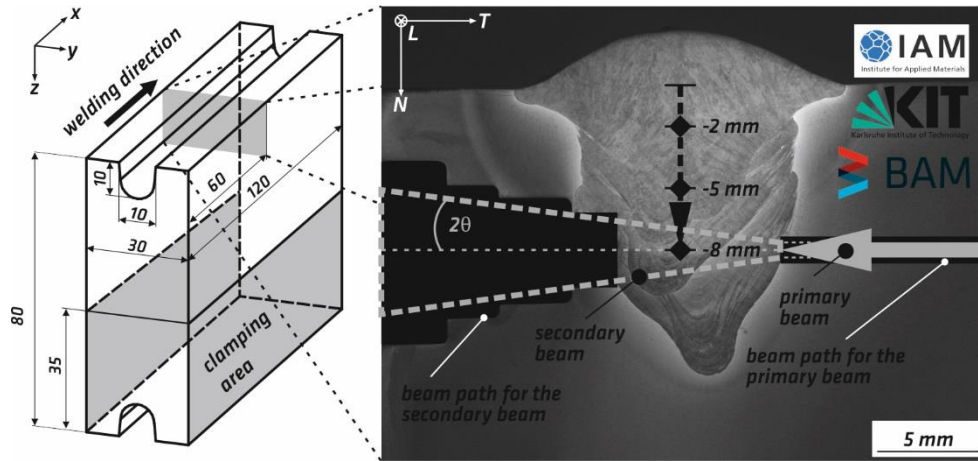 x
y
z
welding direction
10
10
30
60
120
80
35
clamping
area
L
T
N
-2 mm
-5 mm
-8 mm
2θ
secondary
beam
primary
beam
beam path for the
secondary beam
beam path for the
primary beam
5 mm
IAM
Institute for Applied Materials
KIT
Karlsruhe Institute of Technology
BAM